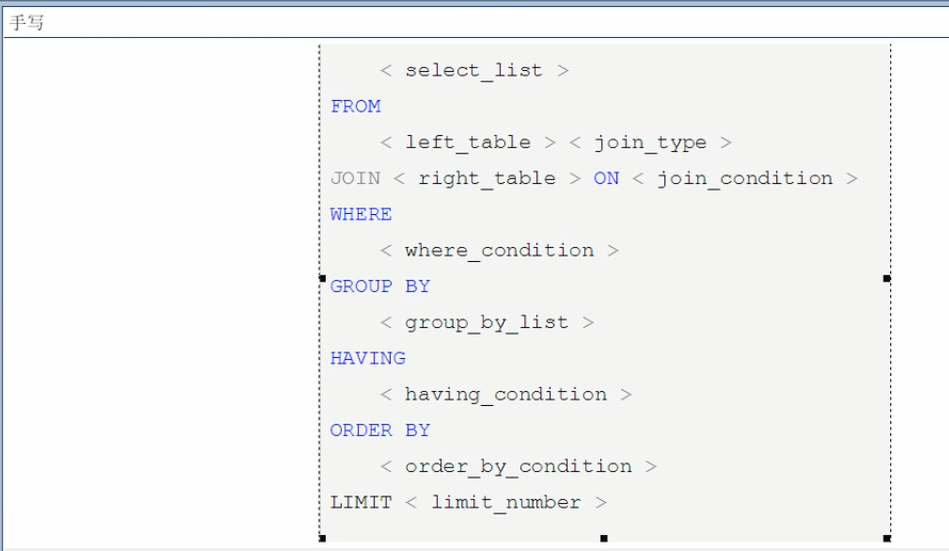 手写
< select_list >
FROM
< left_table > < join_type >
JOIN < right_table > ON < join_condition >
WHERE
< where_condition >
GROUP BY
< group_by_list >
HAVING
< having_condition >
ORDER BY
< order_by_condition >
LIMIT < limit_number >